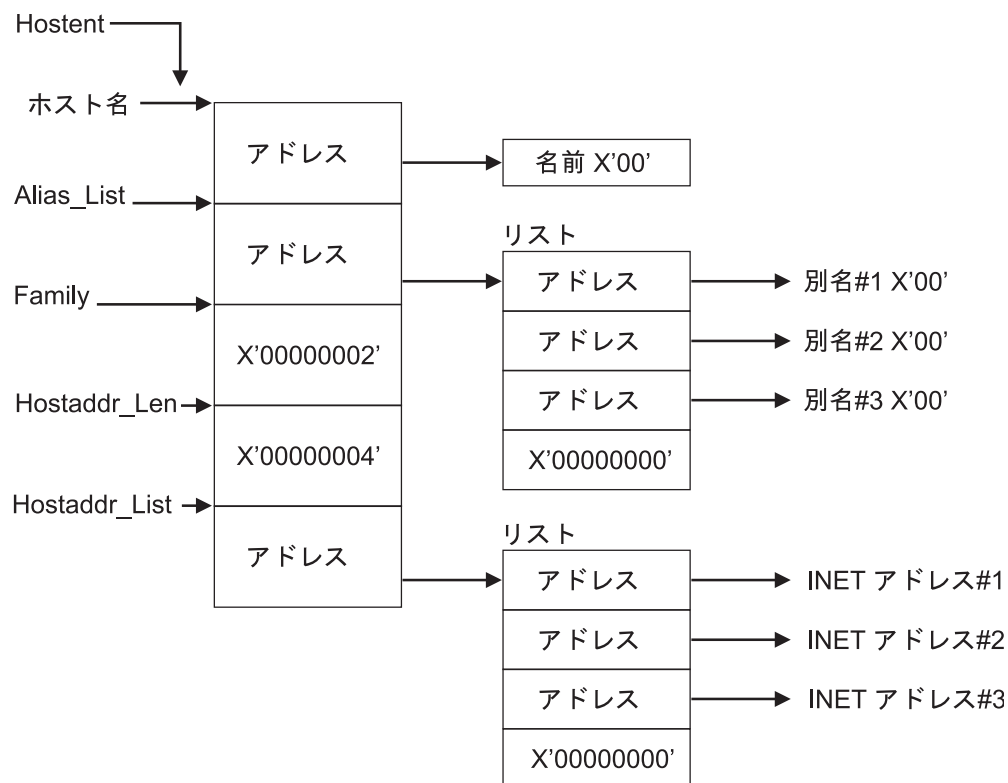 Hostent
ホスト名
アドレス
名前 X’00’
Alias_List
アドレス
リスト
アドレス
別名#1 X’00’
アドレス
別名#2 X’00’
アドレス
別名#3 X’00’
X’00000000’
Family
X’00000002’
Hostaddr_Len
X’00000004’
Hostaddr_List
アドレス
リスト
アドレス
INET アドレス#1
アドレス
INET アドレス#2
アドレス
INET アドレス#3
X’00000000’